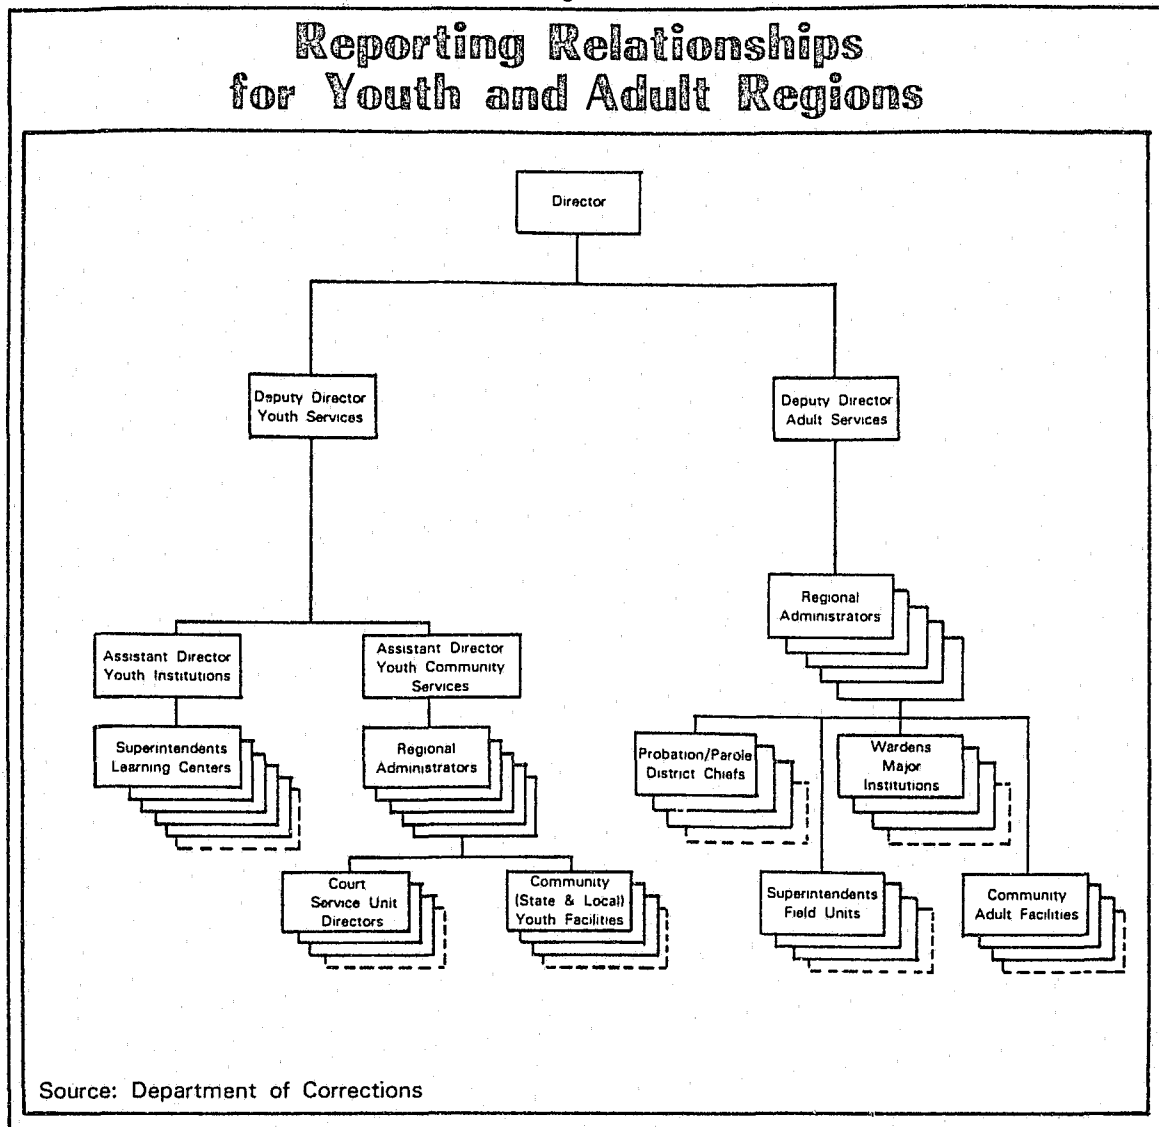 Reporting Relationships
for Youth and Adult Regions
Director
Deputy Director
Youth Services
Deputy Director
Adult Services
Regional
Administrators
Assistant Director
Youth Institutions
Assistant Director
Youth Community
Services
Superintendents
Learning Centers
Regional
Administrators
Probation/Parole
District Chiefs
Wardens
Major
Institutions
Court
Service Unit
Directors
Community
(State & Local)
Youth Facilities
Superintendents
Field Units
Community
Adult Facilities
Source: Department of Corrections